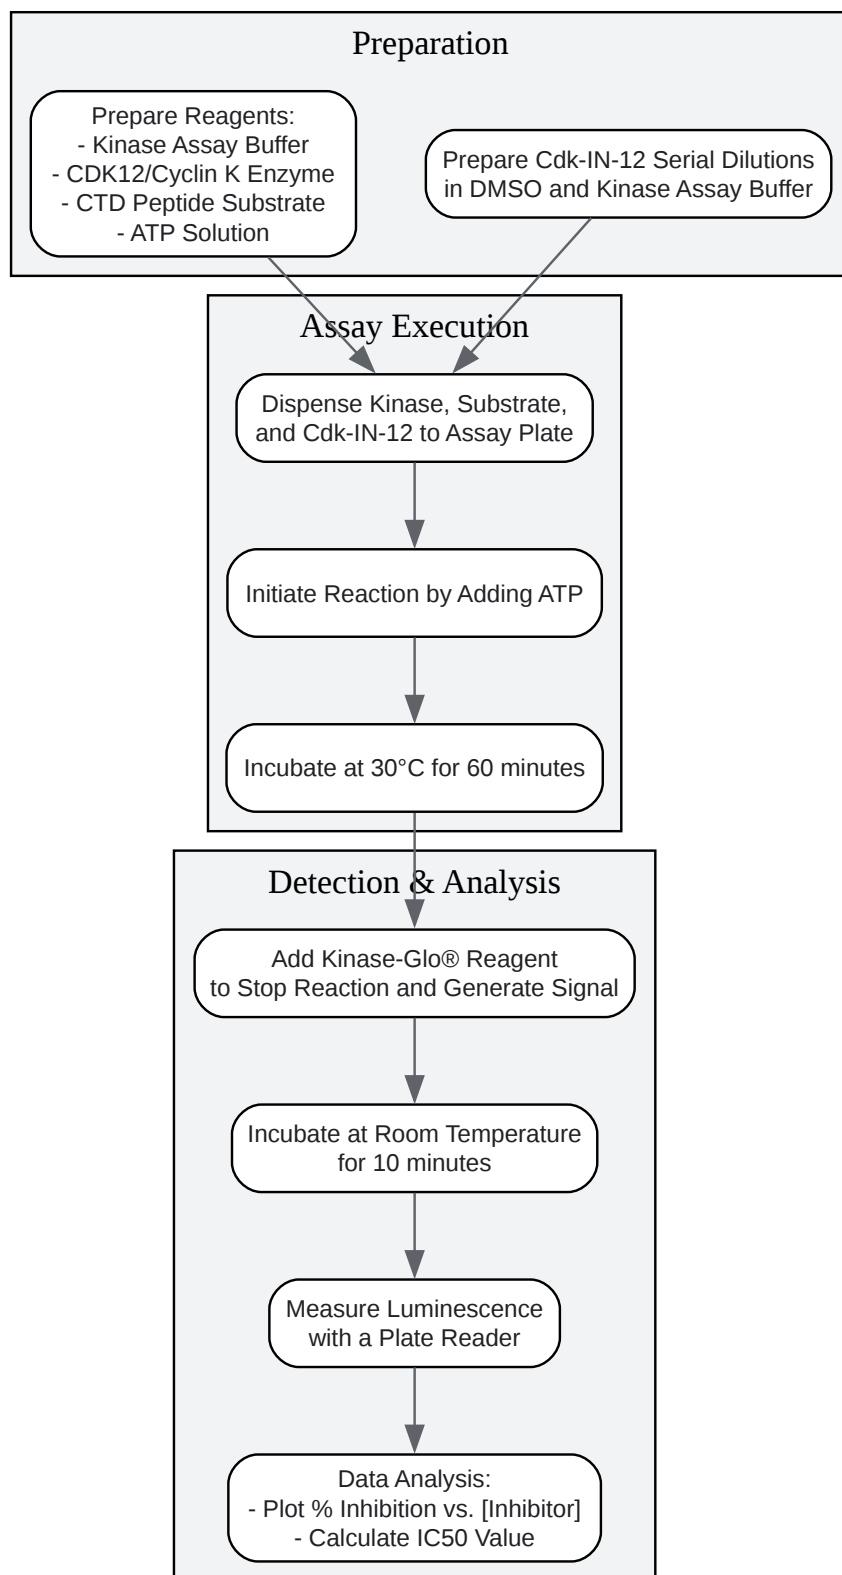 Preparation
Prepare Reagents:
- Kinase Assay Buffer
- CDK12/Cyclin K Enzyme
- CTD Peptide Substrate
- ATP Solution
Prepare Cdk-IN-12 Serial Dilutions
in DMSO and Kinase Assay Buffer
Assay Execution
Dispense Kinase, Substrate,
and Cdk-IN-12 to Assay Plate
Initiate Reaction by Adding ATP
Incubate at 30°C for 60 minutes
Detection & Analysis
Add Kinase-Glo® Reagent
to Stop Reaction and Generate Signal
Incubate at Room Temperature
for 10 minutes
Measure Luminescence
with a Plate Reader
Data Analysis:
- Plot % Inhibition vs. [Inhibitor]
- Calculate IC50 Value